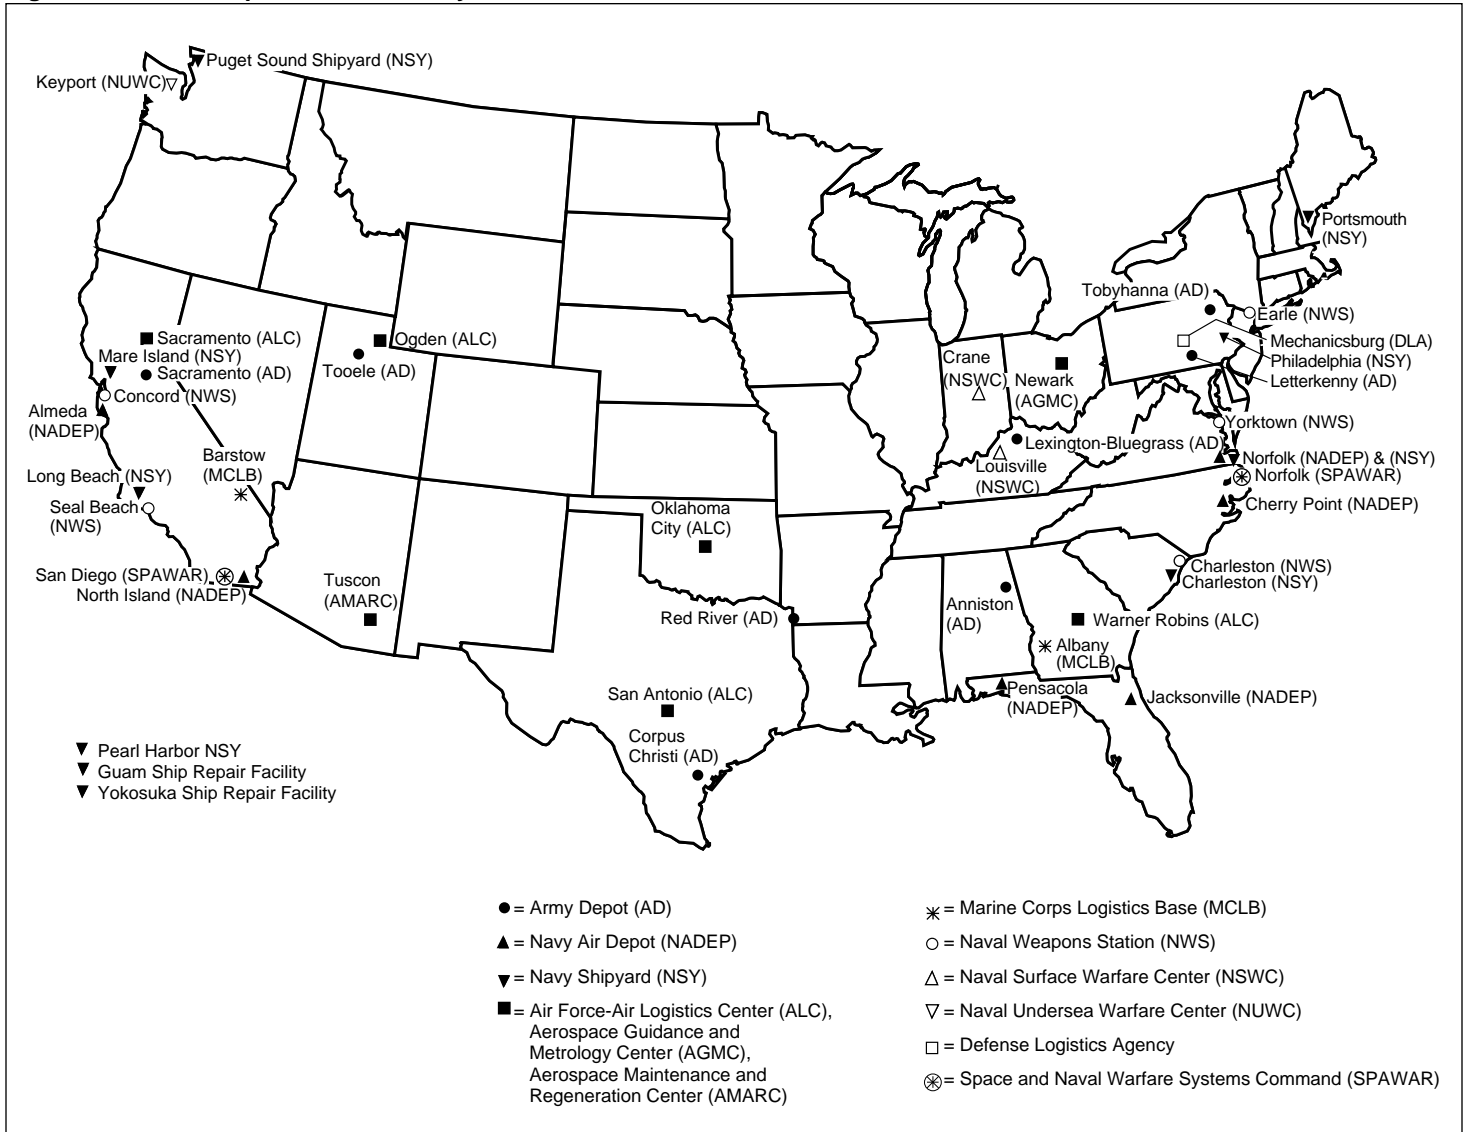 Puget Sound Shipyard (NSY)
Keyport (NUWC)
Portsmouth
(NSY)
Tobyhanna (AD)
Earle (NWS)
Sacramento (ALC)
Ogden (ALC)
Mechanicsburg (DLA)
Mare Island (NSY)
Crane
(NSWC)
Philadelphia (NSY)
Sacramento (AD)
Tooele (AD)
Newark
(AGMC)
Letterkenny (AD)
Concord (NWS)
Almeda
(NADEP)
Yorktown (NWS)
Barstow
(MCLB)
Lexington-Bluegrass (AD)
Norfolk (NADEP) & (NSY)
Long Beach (NSY)
Louisville
(NSWC)
Norfolk (SPAWAR)
Seal Beach
(NWS)
Oklahoma
City (ALC)
Cherry Point (NADEP)
San Diego (SPAWAR)
North Island (NADEP)
Tuscon
(AMARC)
Charleston (NWS)
Charleston (NSY)
Anniston
(AD)
Red River (AD)
Warner Robins (ALC)
Albany
(MCLB)
San Antonio (ALC)
Pensacola
(NADEP)
Jacksonville (NADEP)
Corpus
Christi (AD)
Pearl Harbor NSY
Guam Ship Repair Facility
Yokosuka Ship Repair Facility
= Army Depot (AD)
= Navy Air Depot (NADEP)
= Navy Shipyard (NSY)
= Air Force-Air Logistics Center (ALC),
Aerospace Guidance and
Metrology Center (AGMC),
Aerospace Maintenance and
Regeneration Center (AMARC)
= Marine Corps Logistics Base (MCLB)
= Naval Weapons Station (NWS)
= Naval Surface Warfare Center (NSWC)
= Naval Undersea Warfare Center (NUWC)
= Defense Logistics Agency
= Space and Naval Warfare Systems Command (SPAWAR)